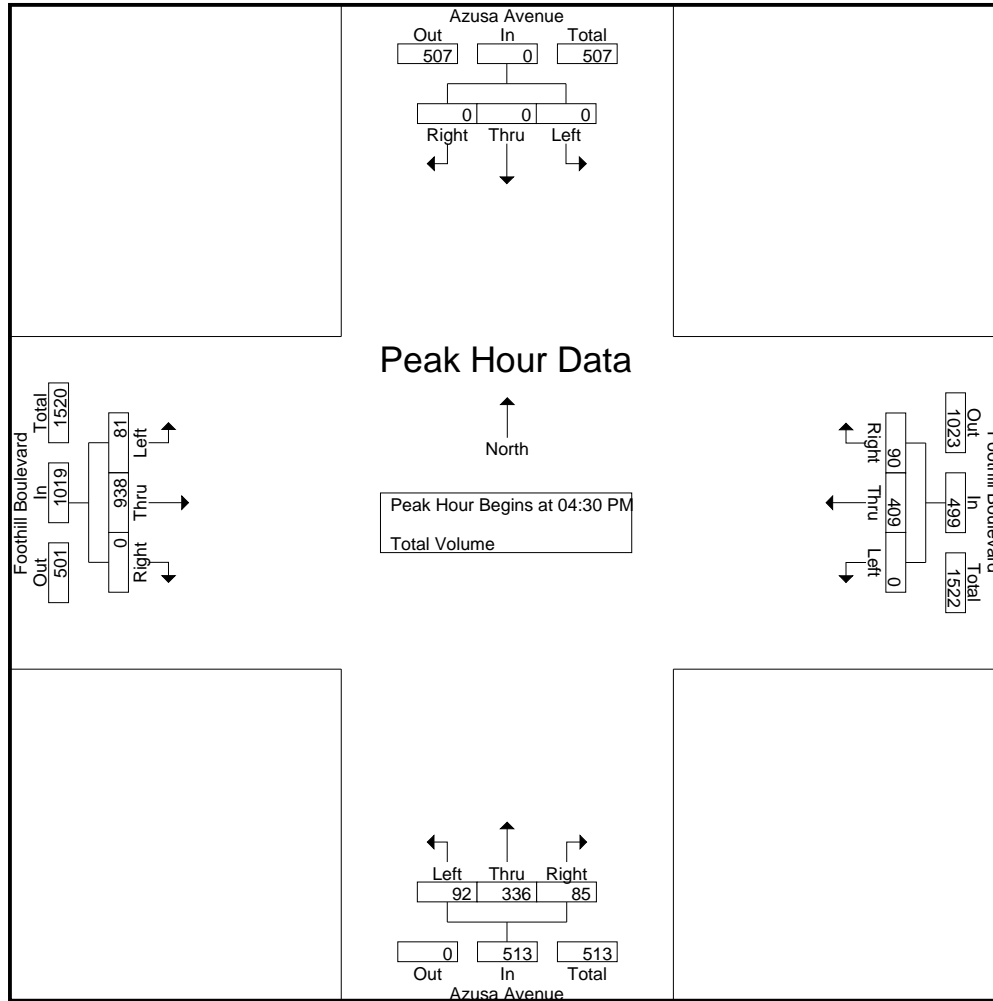 Azusa Avenue
Out In Total
507 0 507
0 0 0
Right Thru Left
Peak Hour Data
North
Peak Hour Begins at 04:30 PM
Total Volume
Foothill Boulevard
Out In Total
501 1019 1520
0 938 81
Right Thru Left
Right Thru Left
90 409 0
Out In Total
1023 499 1522
Foothill Boulevard
Left Thru Right
92 336 85
0 513 513
Out In Total
Azusa Avenue